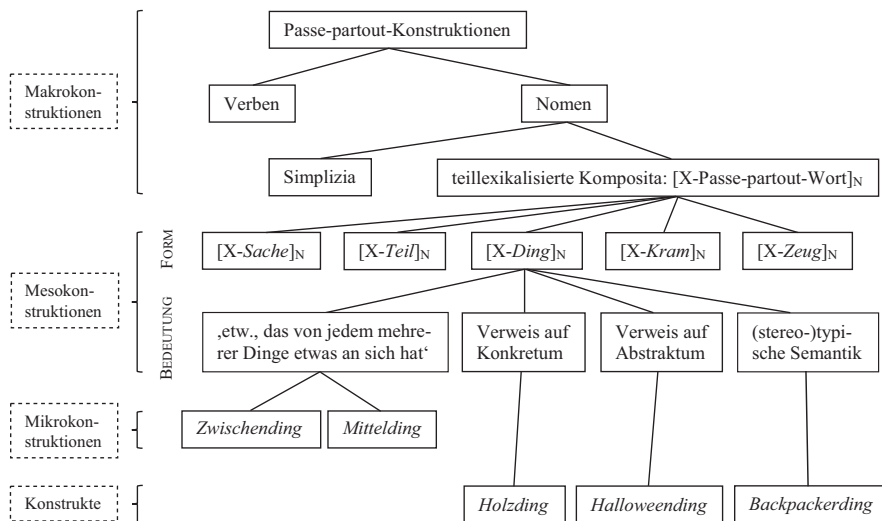 Passe-partout-Konstruktionen
Makrokon-
struktionen
Verben
Nomen
Simplizia
teillexikalisierte Komposita: [X-Passe-partout-Wort]N
Mesokon-
struktionen
FORM
[X-Sache]N
[X-Teil]N
[X-Ding]N
[X-Kram]N
[X-Zeug]N
BEDEUTUNG
‚etw., das von jedem mehre-
rer Dinge etwas an sich hat‘
Verweis auf
Konkretum
Verweis auf
Abstraktum
(stereo-)typi-
sche Semantik
Mikrokon-
struktionen
Zwischending
Mittelding
Konstrukte
Holzding
Halloweending
Backpackerding